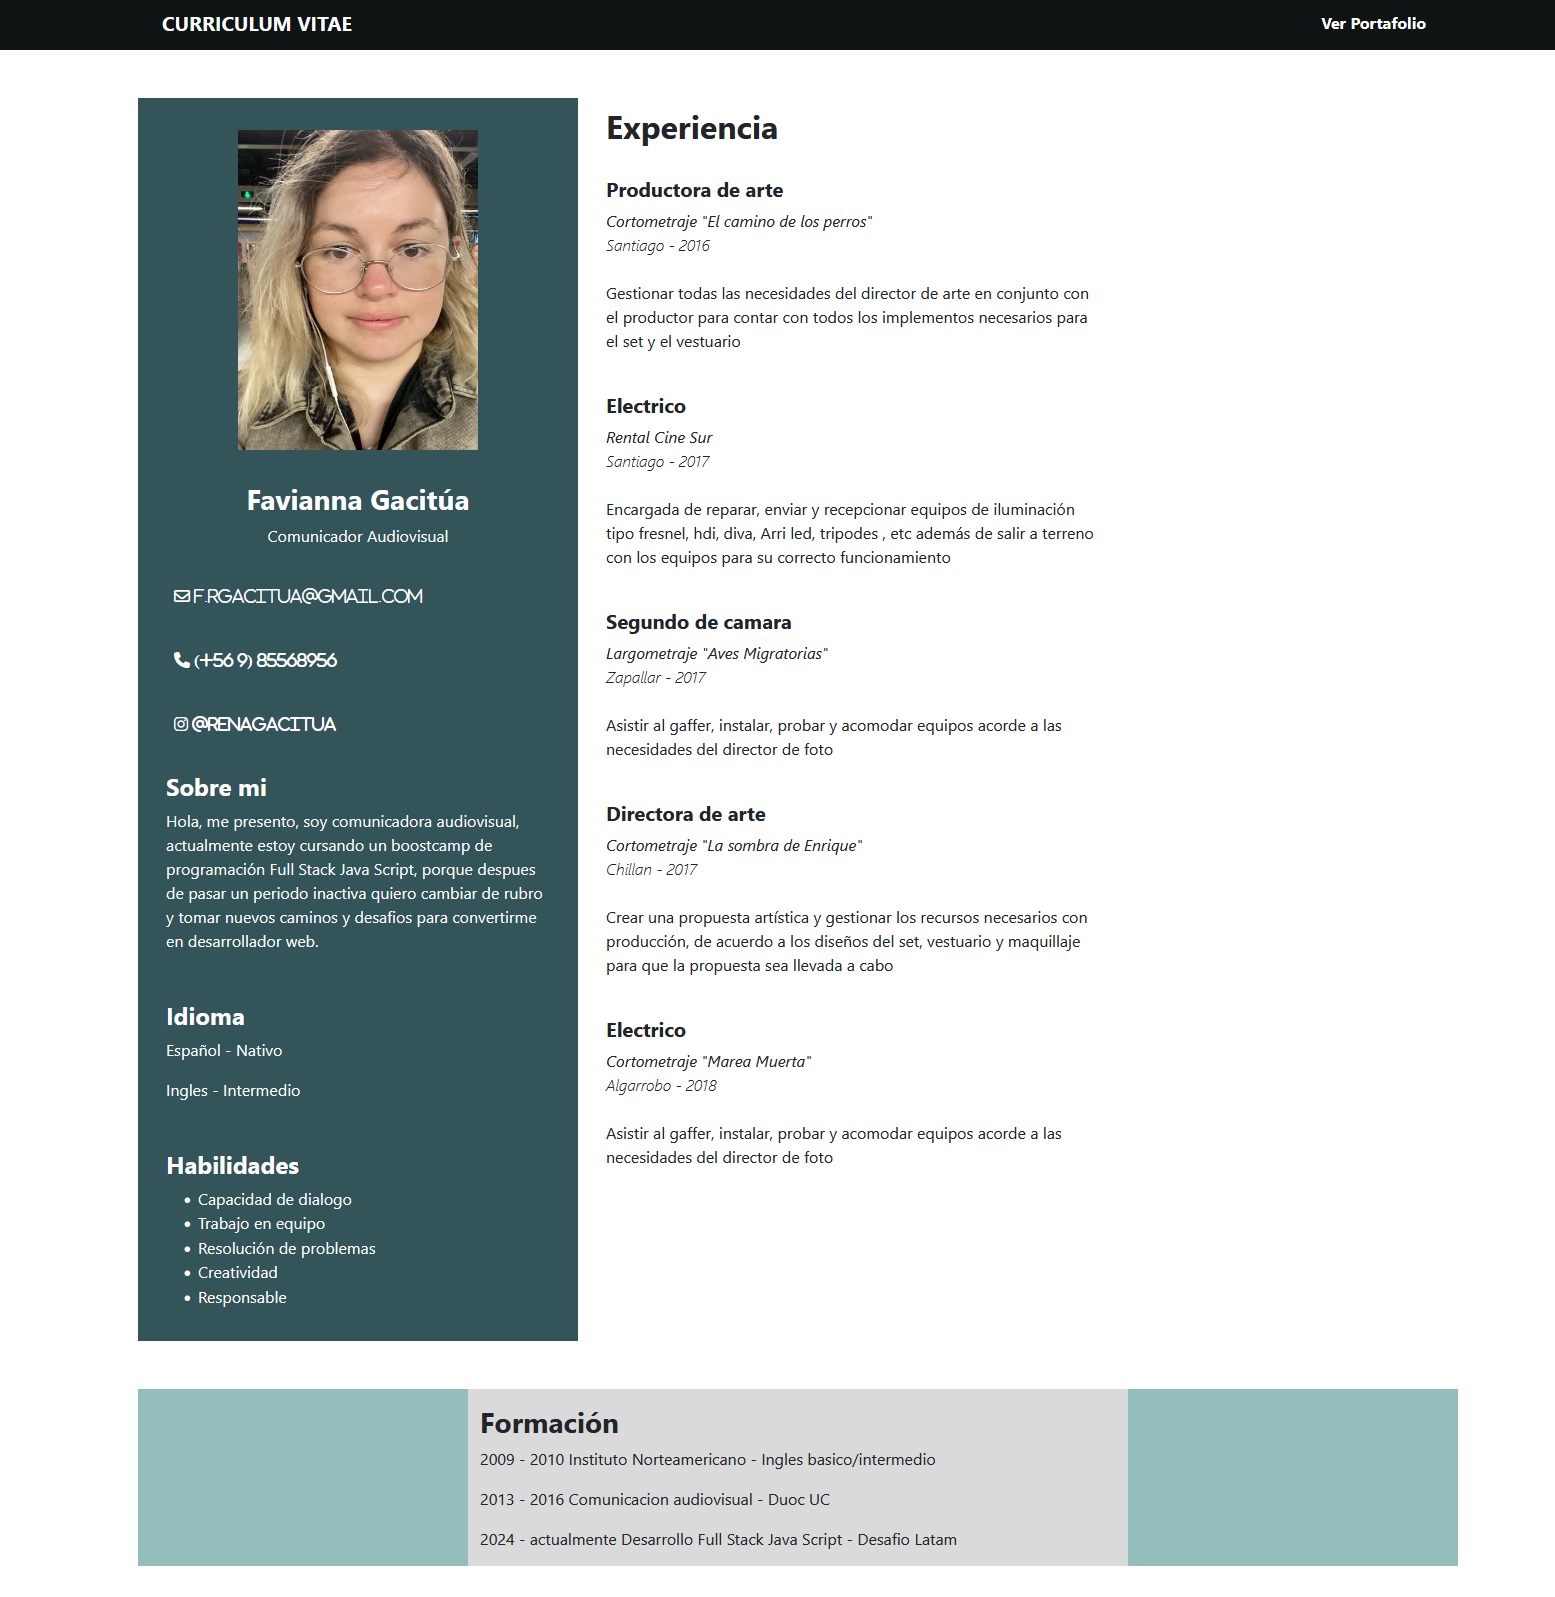 CURRICULUM VITAE
Ver Portafolio
Favianna Gacitúa
Comunicador Audiovisual
F.RGACITUA@GMAIL.COM
(+56 9) 85568956
@RENAGACITUA
Sobre mi
Hola, me presento, soy comunicadora audiovisual,
actualmente estoy cursando un boostcamp de
programación Full Stack Java Script, porque despues
de pasar un periodo inactiva quiero cambiar de rubro
y tomar nuevos caminos y desafios para convertirme
en desarrollador web.
Idioma
Español - Nativo
Ingles - Intermedio
Habilidades
• Capacidad de dialogo
• Trabajo en equipo
• Resolución de problemas
• Creatividad
• Responsable
Experiencia
Productora de arte
Cortometraje "El camino de los perros"
Santiago - 2016
Gestionar todas las necesidades del director de arte en conjunto con
el productor para contar con todos los implementos necesarios para
el set y el vestuario
Electrico
Rental Cine Sur
Santiago - 2017
Encargada de reparar, enviar y recepcionar equipos de iluminación
tipo fresnel, hdi, diva, Arri led, tripodes , etc además de salir a terreno
con los equipos para su correcto funcionamiento
Segundo de camara
Largometraje "Aves Migratorias"
Zapallar - 2017
Asistir al gaffer, instalar, probar y acomodar equipos acorde a las
necesidades del director de foto
Directora de arte
Cortometraje "La sombra de Enrique"
Chillan - 2017
Crear una propuesta artística y gestionar los recursos necesarios con
producción, de acuerdo a los diseños del set, vestuario y maquillaje
para que la propuesta sea llevada a cabo
Electrico
Cortometraje "Marea Muerta"
Algarrobo - 2018
Asistir al gaffer, instalar, probar y acomodar equipos acorde a las
necesidades del director de foto
Formación
2009 - 2010 Instituto Norteamericano - Ingles basico/intermedio
2013 - 2016 Comunicacion audiovisual - Duoc UC
2024 - actualmente Desarrollo Full Stack Java Script - Desafio Latam